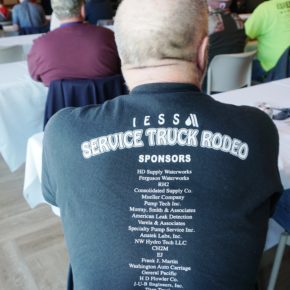 IESS
SERVICE TRUCK RODEO
SPONSORS
HD Supply Waterworks
Ferguson Waterworks
RH2
Consolidated Supply Co.
Mueller Company
Pump Tech Inc.
Murray, Smith & Associates
American Leak Detection
Varela & Associates
Specialty Pump Service Inc.
Anatek Labs, Inc.
NW Hydro Tech LLC
CH2M
EJ
Frank J. Martin
Washington Auto Carriage
General Pacific
H D Fowler Co.
J-U-B Engineers, Inc.